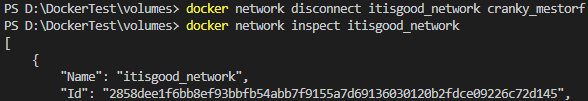 PS D:\DockerTest\volumes> docker network disconnect itisgood_network cranky_mestorf
PS D:\DockerTest\volumes> docker network inspect itisgood_network
[
    {
        "Name": "itisgood_network",
        "Id": "2858dee1f6bb8ef93bbfb54abb7f9155a7d69136030120b2fdce09226c72d145",